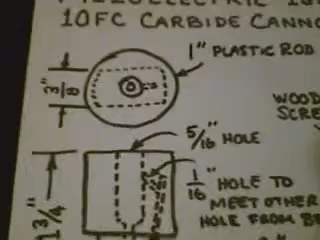 10FC CARBIDE CANNO
1" PLASTIC ROD
3/8"
WOOD
SCRE
5/16" HOLE
1/16" HOLE TO
MEET OTHER
HOLE FROM BE
1 3/4"